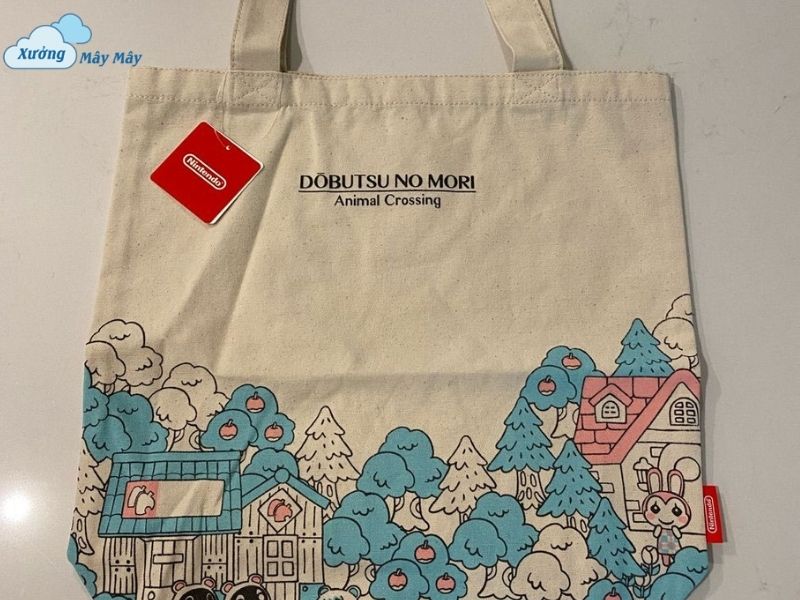 Xưởng
Mây Mây
Nintendo
DŌBUTSU NO MORI
Animal Crossing
Nintendo